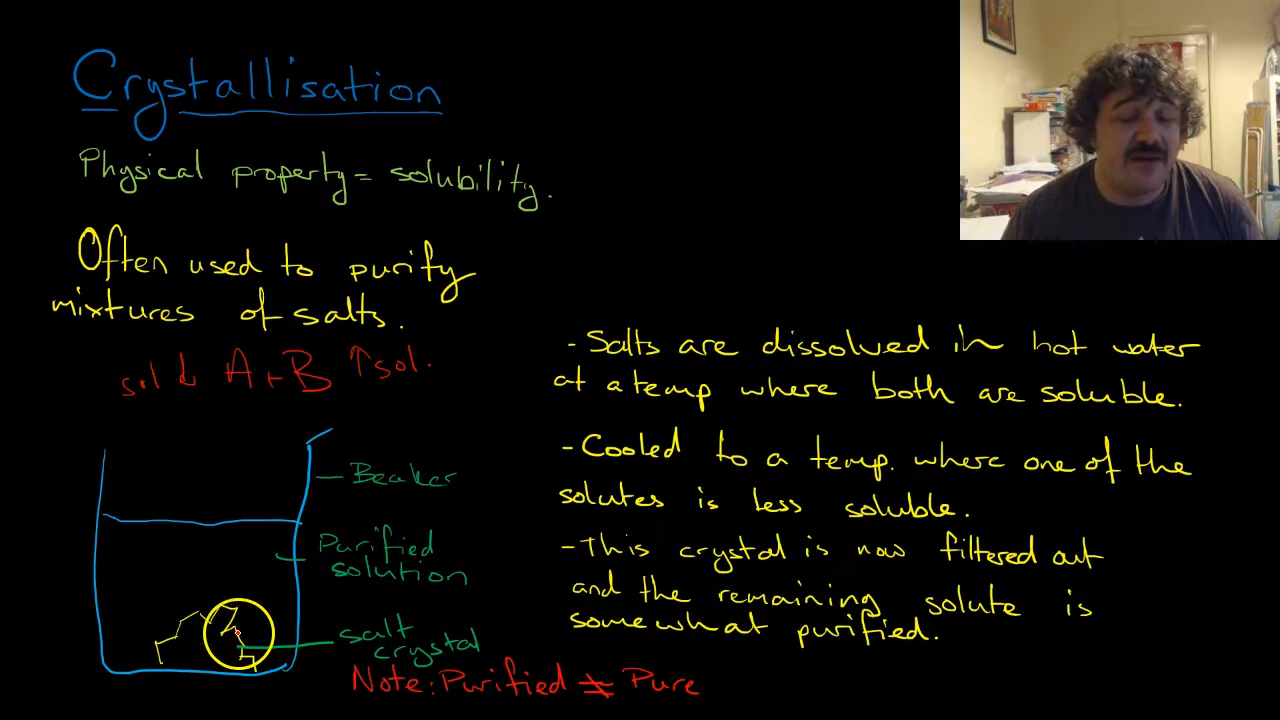 Crystallisation
Physical property = solubility.
Often used to purify
mixtures of salts.
sol ↓ A + B ↑ sol.
- Salts are dissolved in hot water
at a temp where both are soluble.
- Cooled to a temp. where one of the
solutes is less soluble.
- This crystal is now filtered out
and the remaining solute is
somewhat purified.
- Beaker
Purified
solution
salt
crystal
Note: Purified ≠ Pure